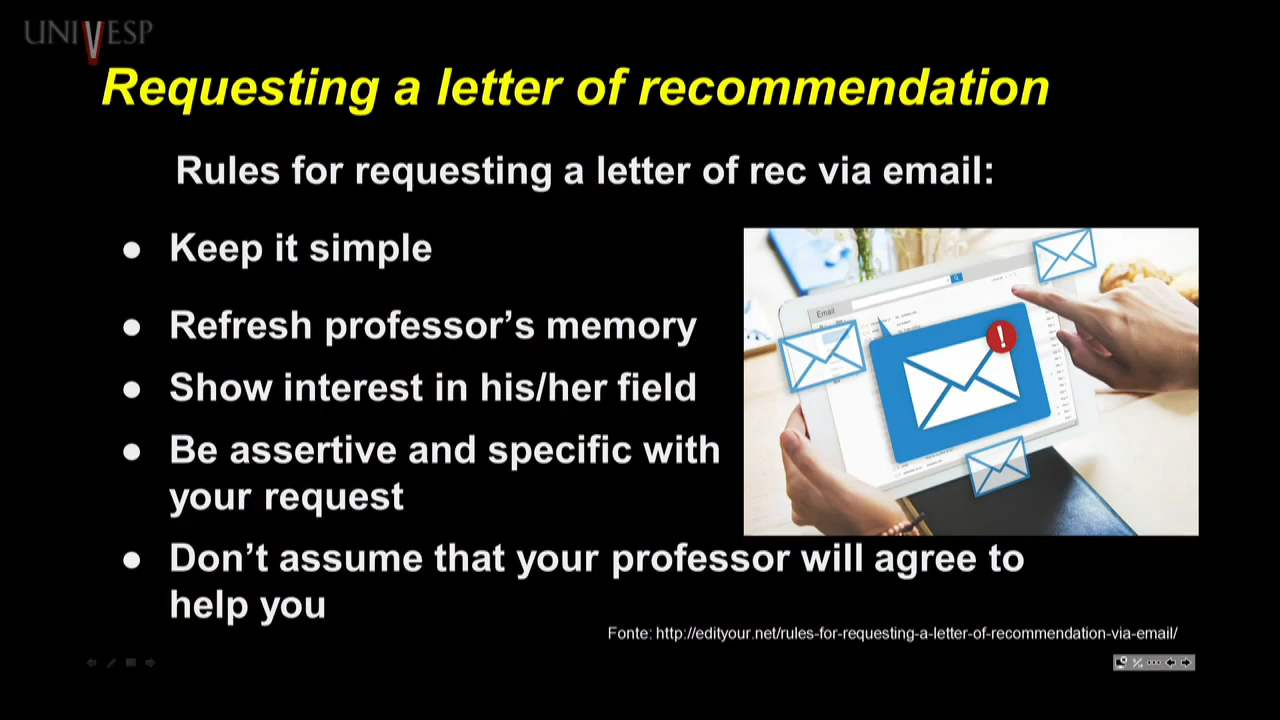 UNIVESP
Requesting a letter of recommendation
Rules for requesting a letter of rec via email:
● Keep it simple
● Refresh professor's memory
● Show interest in his/her field
● Be assertive and specific with
your request
● Don't assume that your professor will agree to
help you
Email
Fonte: http://edityour.net/rules-for-requesting-a-letter-of-recommendation-via-email/